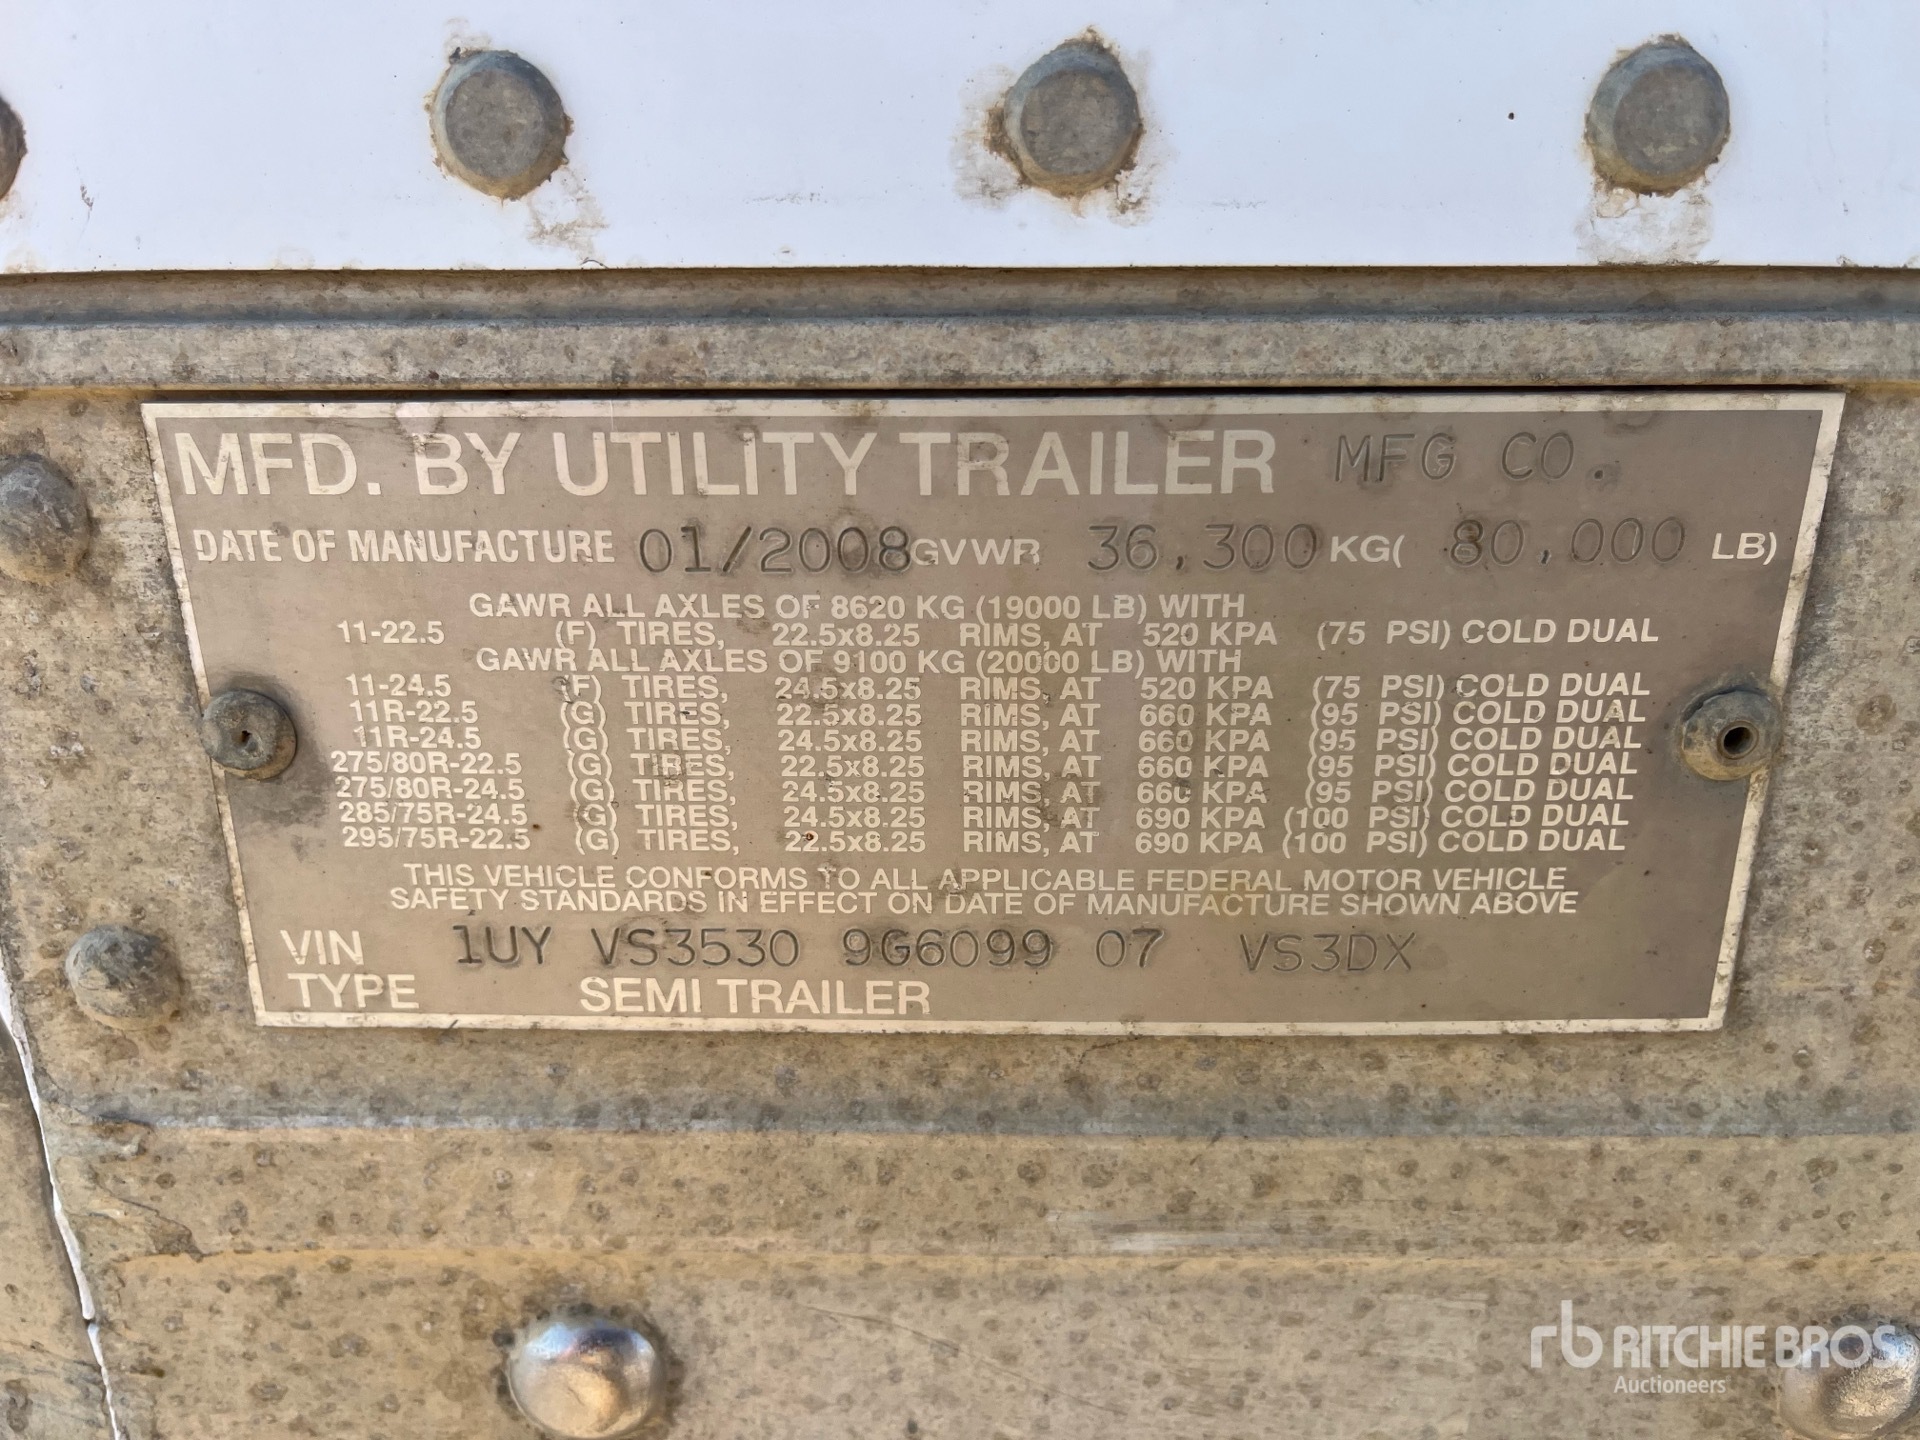 MFD. BY UTILITY TRAILER MFG CO.
DATE OF MANUFACTURE 01/2008 GVWR 36,300 KG( 80,000 LB)
GAWR ALL AXLES OF 8620 KG (19000 LB) WITH
11-22.5 (F) TIRES, 22.5x8.25 RIMS, AT 520 KPA (75 PSI) COLD DUAL
GAWR ALL AXLES OF 9100 KG (20000 LB) WITH
11-24.5 (F) TIRES, 24.5x8.25 RIMS, AT 520 KPA (75 PSI) COLD DUAL
11R-22.5 (G) TIRES, 22.5x8.25 RIMS, AT 660 KPA (95 PSI) COLD DUAL
11R-24.5 (G) TIRES, 24.5x8.25 RIMS, AT 660 KPA (95 PSI) COLD DUAL
275/80R-22.5 (G) TIRES, 22.5x8.25 RIMS, AT 660 KPA (95 PSI) COLD DUAL
275/80R-24.5 (G) TIRES, 24.5x8.25 RIMS, AT 660 KPA (95 PSI) COLD DUAL
285/75R-24.5 (G) TIRES, 24.5x8.25 RIMS, AT 690 KPA (100 PSI) COLD DUAL
295/75R-22.5 (G) TIRES, 22.5x8.25 RIMS, AT 690 KPA (100 PSI) COLD DUAL
THIS VEHICLE CONFORMS TO ALL APPLICABLE FEDERAL MOTOR VEHICLE
SAFETY STANDARDS IN EFFECT ON DATE OF MANUFACTURE SHOWN ABOVE
VIN 1UY VS3530 9G6099 07 VS3DX
TYPE SEMI TRAILER
rb RITCHIE BROS
Auctioneers